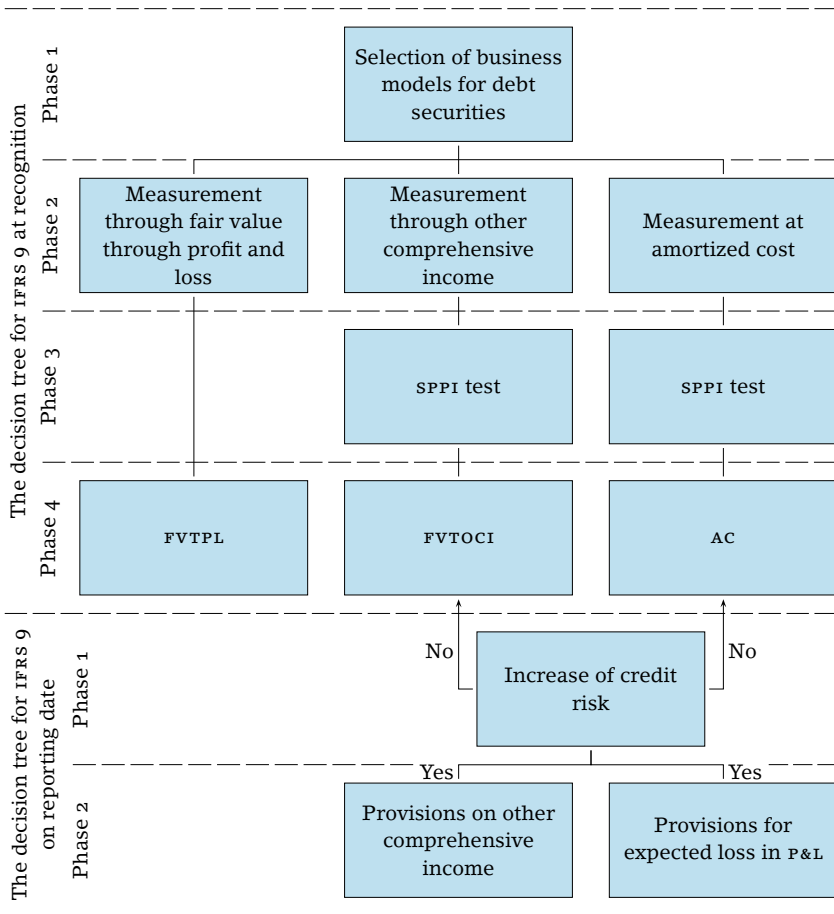 The decision tree for IFRS 9 at recognition
Phase 1
Selection of business
models for debt
securities
Phase 2
Measurement
through fair value
through profit and
loss
Measurement
through other
comprehensive
income
Measurement at
amortized cost
Phase 3
SPPI test
SPPI test
Phase 4
FVTPL
FVTOCI
AC
The decision tree for IFRS 9
on reporting date
Phase 1
No
Increase of credit
risk
No
Phase 2
Yes
Yes
Provisions on other
comprehensive
income
Provisions for
expected loss in P&L